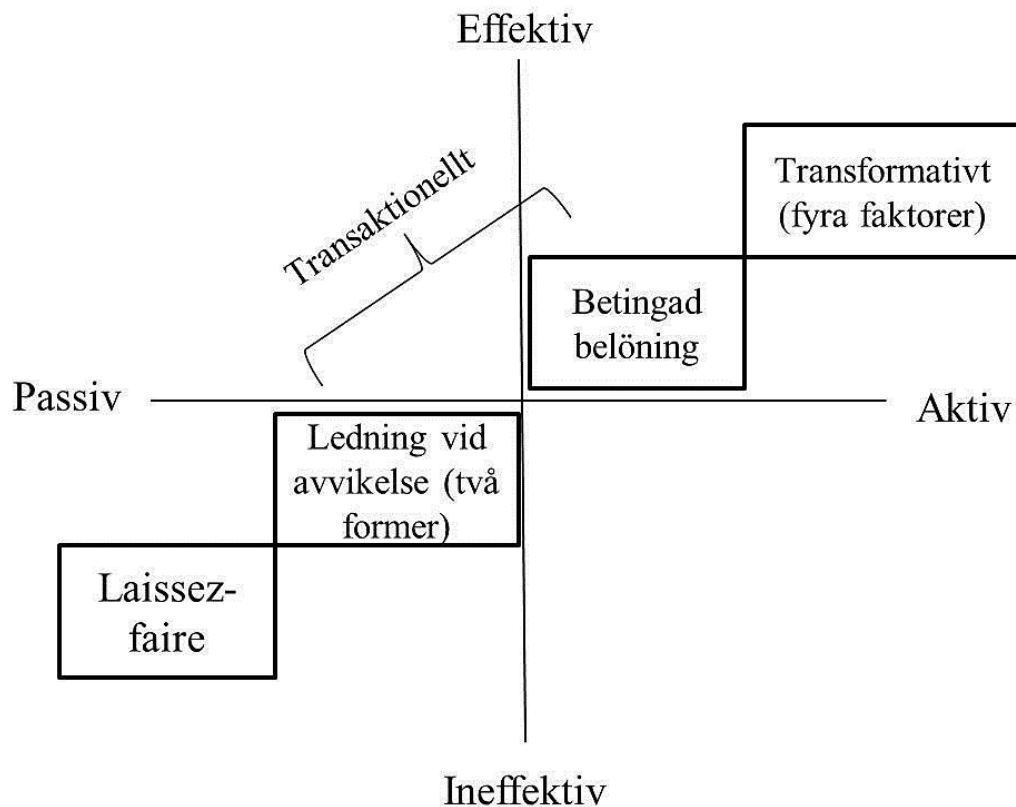 Effektiv
Transaktionellt
Transformativt
(fyra faktorer)
Betingad
belöning
Passiv
Aktiv
Ledning vid
avvikelse (två
former)
Laissez-
faire
Ineffektiv